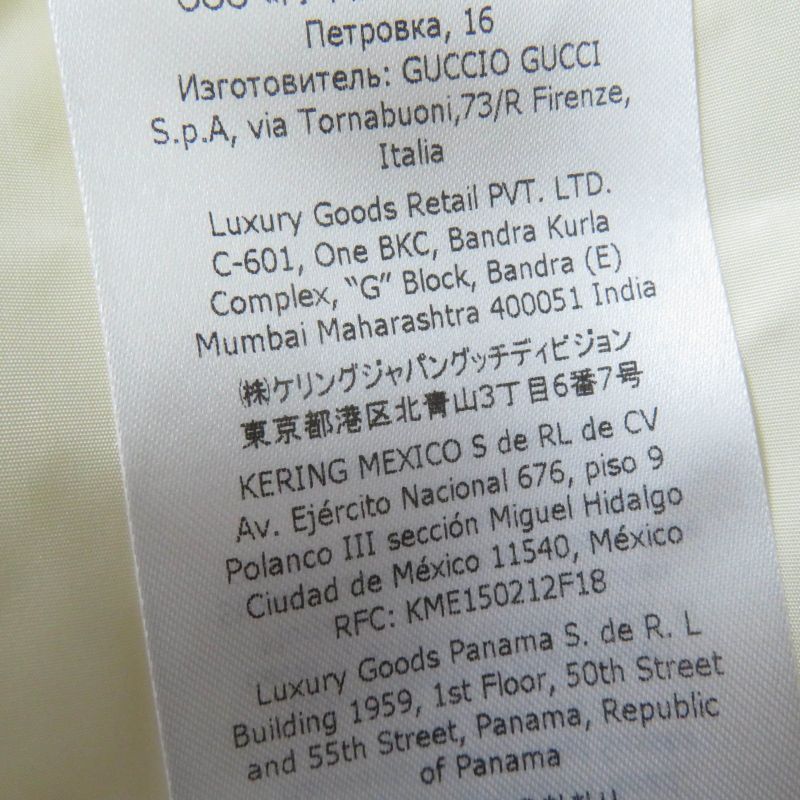 ООО
Петровка, 16
Изготовитель: GUCCIO GUCCI
S.p.A, via Tornabuoni,73/R Firenze,
Italia
Luxury Goods Retail PVT. LTD.
C-601, One BKC, Bandra Kurla
Complex, “G” Block, Bandra (E)
Mumbai Maharashtra 400051 India
㈱ケリングジャパングッチディビジョン
東京都港区北青山3丁目6番7号
KERING MEXICO S de RL de CV
Av. Ejército Nacional 676, piso 9
Polanco III sección Miguel Hidalgo
Ciudad de México 11540, México
RFC: KME150212F18
Luxury Goods Panama S. de R. L
Building 1959, 1st Floor, 50th Street
and 55th Street, Panama, Republic
of Panama